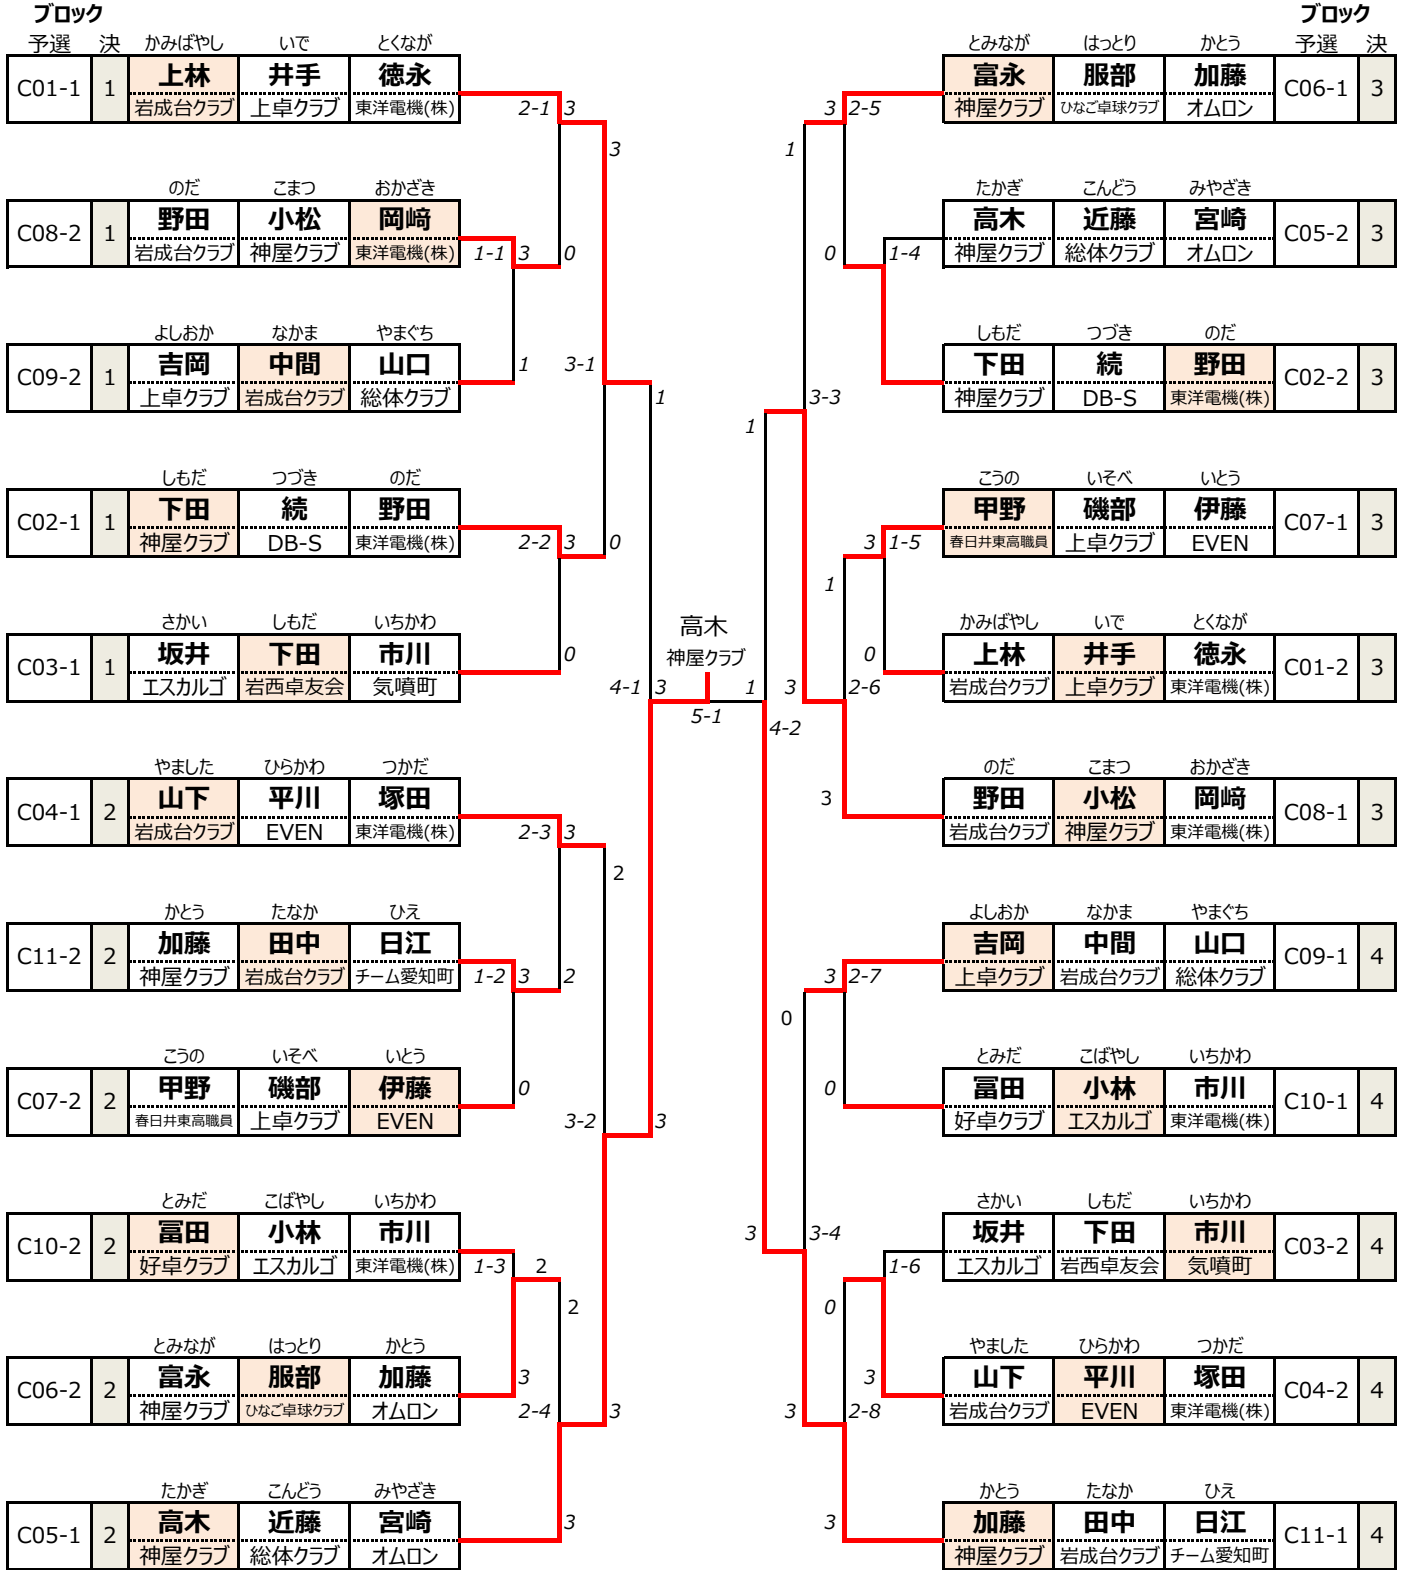 ブロック
予選 決 かみばやし いで とくなが
C01-1 1 上林 井手 徳永
岩成台クラブ 上卓クラブ 東洋電機(株)
2-1 3
3
のだ こまつ おかざき
C08-2 1 野田 小松 岡﨑
岩成台クラブ 神屋クラブ 東洋電機(株)
1-1 3 0
よしおか なかま やまぐち
C09-2 1 吉岡 中間 山口
上卓クラブ 岩成台クラブ 総体クラブ
1 3-1
1
しもだ つづき のだ
C02-1 1 下田 続 野田
神屋クラブ DB-S 東洋電機(株)
2-2 3 0
さかい しもだ いちかわ
C03-1 1 坂井 下田 市川
エスカルゴ 岩西卓友会 気噴町
0
4-1 3
やました ひらかわ つかだ
C04-1 2 山下 平川 塚田
岩成台クラブ EVEN 東洋電機(株)
2-3 3
2
かとう たなか ひえ
C11-2 2 加藤 田中 日江
神屋クラブ 岩成台クラブ チーム愛知町
1-2 3 2
こうの いそべ いとう
C07-2 2 甲野 磯部 伊藤
春日井東高職員 上卓クラブ EVEN
0
3-2 3
とみだ こばやし いちかわ
C10-2 2 冨田 小林 市川
好卓クラブ エスカルゴ 東洋電機(株)
1-3 2
2
とみなが はっとり かとう
C06-2 2 富永 服部 加藤
神屋クラブ ひなご卓球クラブ オムロン
3
2-4 3
たかぎ こんどう みやざき
C05-1 2 高木 近藤 宮崎
神屋クラブ 総体クラブ オムロン
3
高木
神屋クラブ
5-1
1
ブロック
とみなが はっとり かとう 予選 決
富永 服部 加藤 C06-1 3
神屋クラブ ひなご卓球クラブ オムロン
3 2-5
1
たかぎ こんどう みやざき
高木 近藤 宮崎 C05-2 3
神屋クラブ 総体クラブ オムロン
0 1-4
しもだ つづき のだ
下田 続 野田 C02-2 3
神屋クラブ DB-S 東洋電機(株)
3-3
1
こうの いそべ いとう
甲野 磯部 伊藤 C07-1 3
春日井東高職員 上卓クラブ EVEN
3 1-5
1
かみばやし いで とくなが
上林 井手 徳永 C01-2 3
岩成台クラブ 上卓クラブ 東洋電機(株)
0
3 2-6
4-2
のだ こまつ おかざき
野田 小松 岡﨑 C08-1 3
岩成台クラブ 神屋クラブ 東洋電機(株)
3
よしおか なかま やまぐち
吉岡 中間 山口 C09-1 4
上卓クラブ 岩成台クラブ 総体クラブ
3 2-7
0
とみだ こばやし いちかわ
冨田 小林 市川 C10-1 4
好卓クラブ エスカルゴ 東洋電機(株)
0
さかい しもだ いちかわ
坂井 下田 市川 C03-2 4
エスカルゴ 岩西卓友会 気噴町
3 3-4
1-6
0
やました ひらかわ つかだ
山下 平川 塚田 C04-2 4
岩成台クラブ EVEN 東洋電機(株)
3
3 2-8
かとう たなか ひえ
加藤 田中 日江 C11-1 4
神屋クラブ 岩成台クラブ チーム愛知町
3